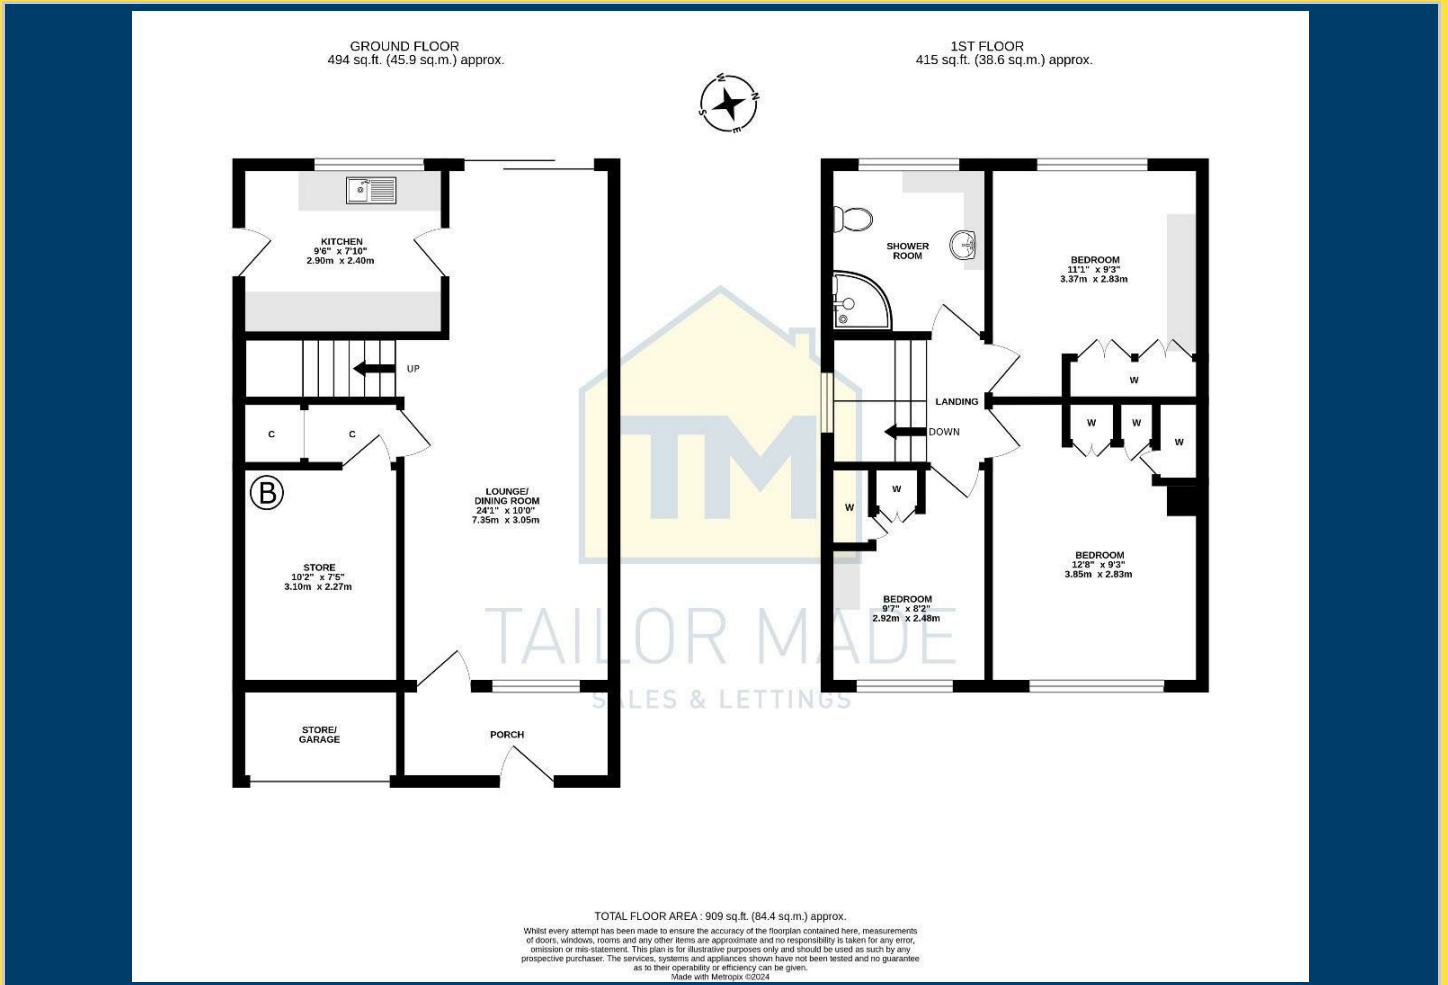 GROUND FLOOR
494 sq.ft. (45.9 sq.m.) approx.
1ST FLOOR
415 sq.ft. (38.6 sq.m.) approx.
W
N
S
E
KITCHEN
9'6" x 7'10"
2.90m x 2.40m
UP
C
C
B
STORE
10'2" x 7'5"
3.10m x 2.27m
LOUNGE/
DINING ROOM
24'1" x 10'0"
7.35m x 3.05m
STORE/
GARAGE
PORCH
SHOWER
ROOM
BEDROOM
11'1" x 9'3"
3.37m x 2.83m
W
LANDING
DOWN
W
W
W
W
W
BEDROOM
12'8" x 9'3"
3.85m x 2.83m
BEDROOM
9'7" x 8'2"
2.92m x 2.48m
TM
TAILOR MADE
SALES & LETTINGS
TOTAL FLOOR AREA : 909 sq.ft. (84.4 sq.m.) approx.
Whilst every attempt has been made to ensure the accuracy of the floorplan contained here, measurements
of doors, windows, rooms and any other items are approximate and no responsibility is taken for any error,
omission or mis-statement. This plan is for illustrative purposes only and should be used as such by any
prospective purchaser. The services, systems and appliances shown have not been tested and no guarantee
as to their operability or efficiency can be given.
Made with Metropix ©2024